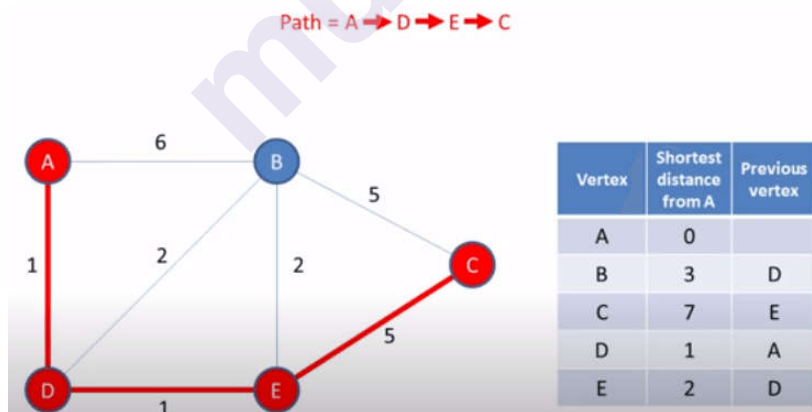 Path = A → D → E → C
A
6
B
5
1
2
2
C
5
D
1
E
Vertex Shortest distance from A Previous vertex
A 0
B 3 D
C 7 E
D 1 A
E 2 D